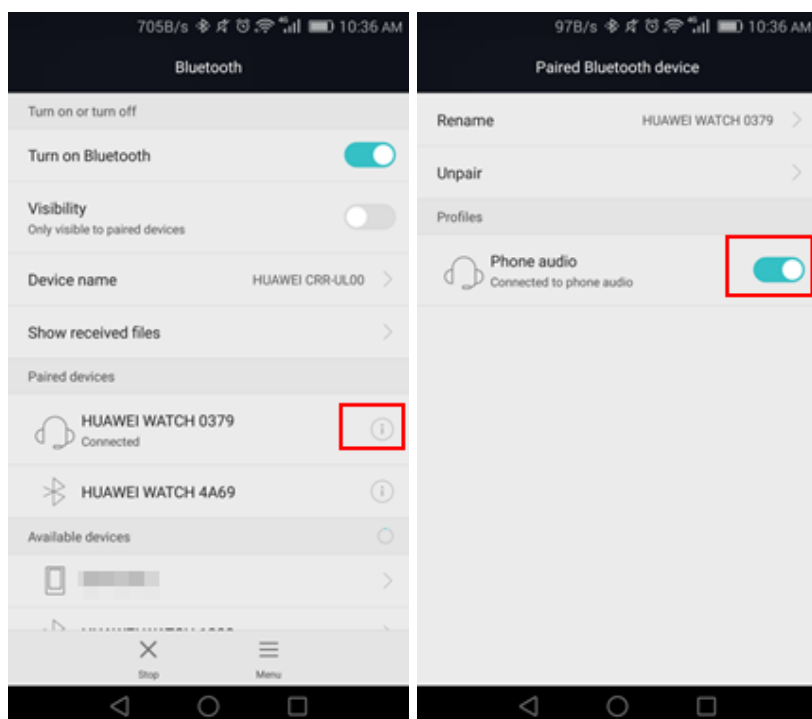 705B/s 10:36 AM
Bluetooth
Turn on or turn off
Turn on Bluetooth
Visibility
Only visible to paired devices
Device name HUAWEI CRR-UL00
Show received files
Paired devices
HUAWEI WATCH 0379
Connected
HUAWEI WATCH 4A69
Available devices
Stop Menu
97B/s 10:36 AM
Paired Bluetooth device
Rename HUAWEI WATCH 0379
Unpair
Profiles
Phone audio
Connected to phone audio